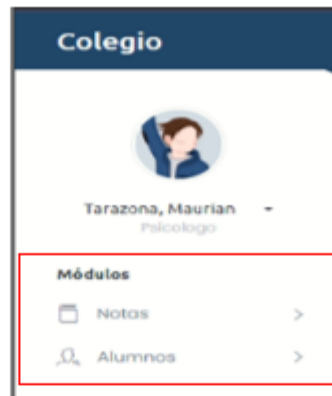 Colegio
Tarazona, Maurian
Psicologo
Módulos
Notas
Alumnos